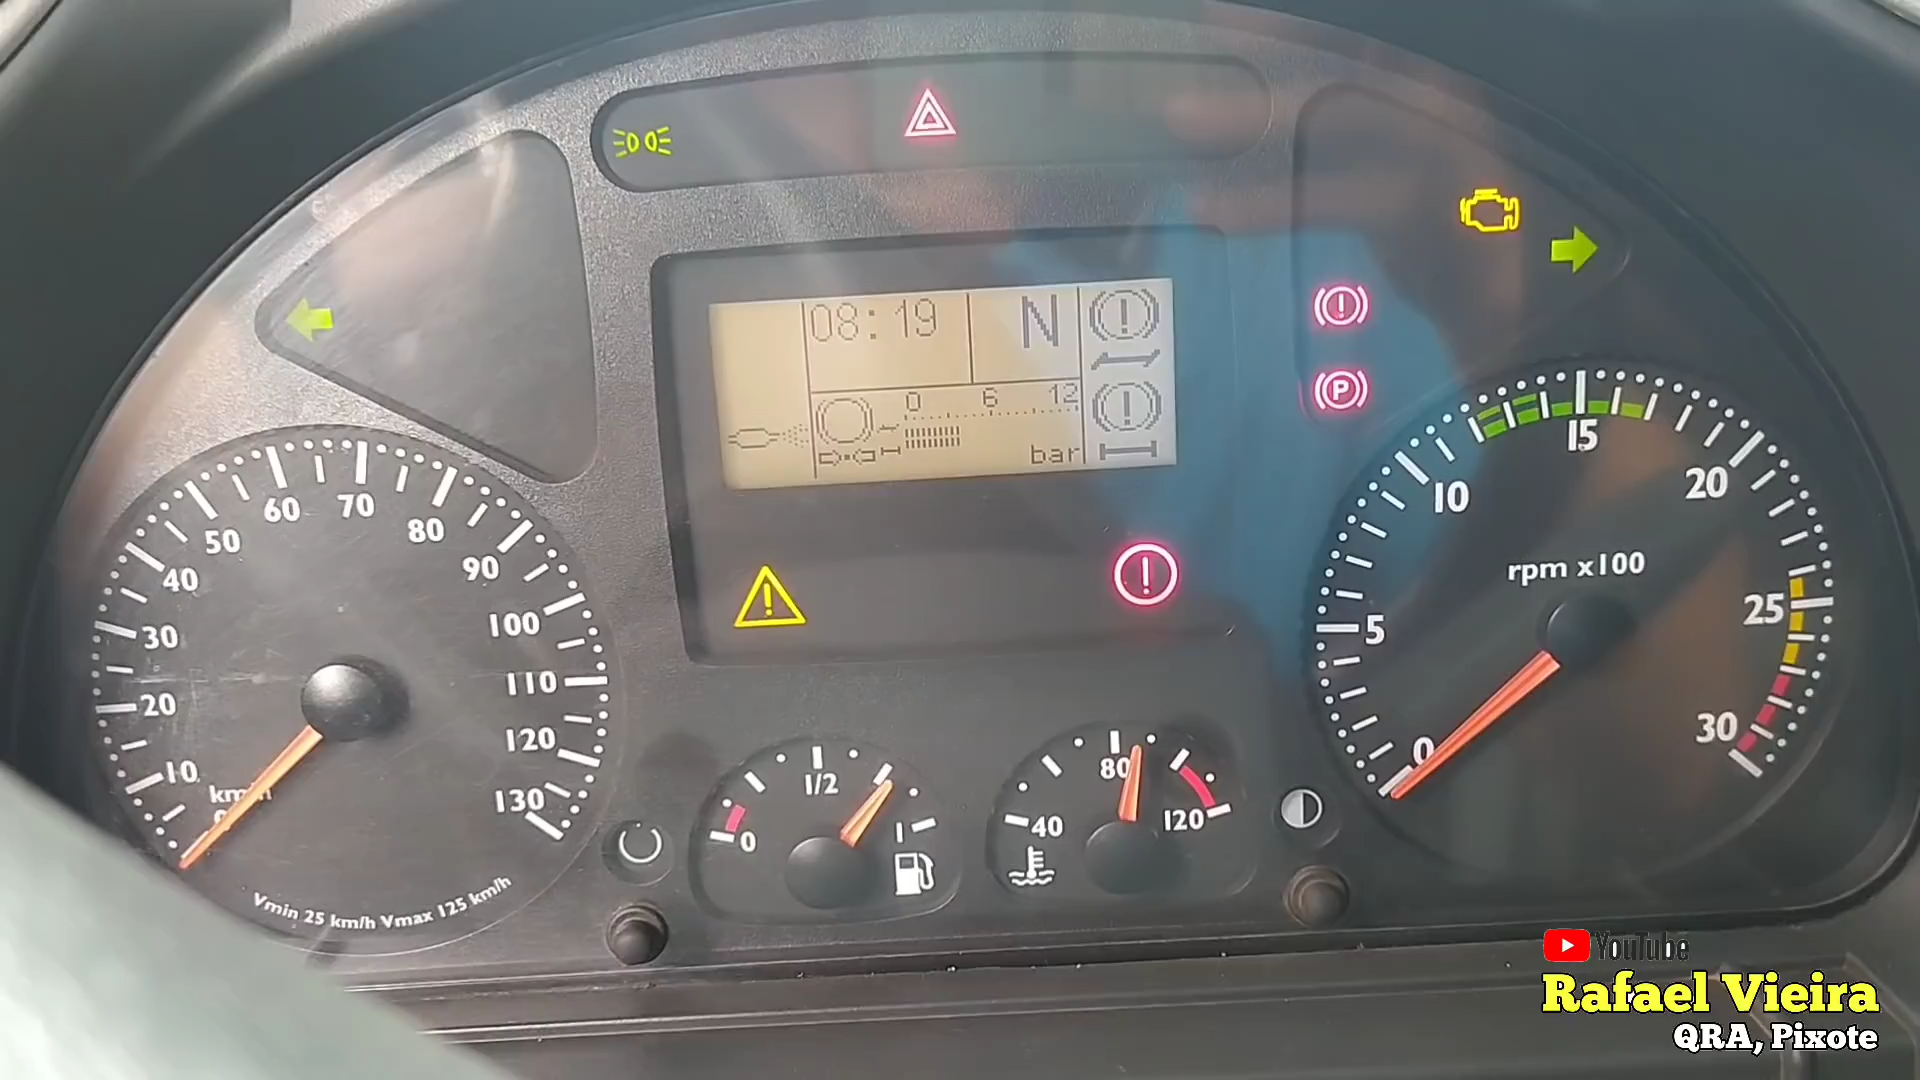 08:19 N
0 6 12
bar
10 20 30 40 50 60 70 80 90 100 110 120 130
km/h
Vmin 25 km/h Vmax 125 km/h
0 1/2 1
40 80 120
P
0 5 10 15 20 25 30
rpm x100
YouTube
Rafael Vieira
QRA, Pixote